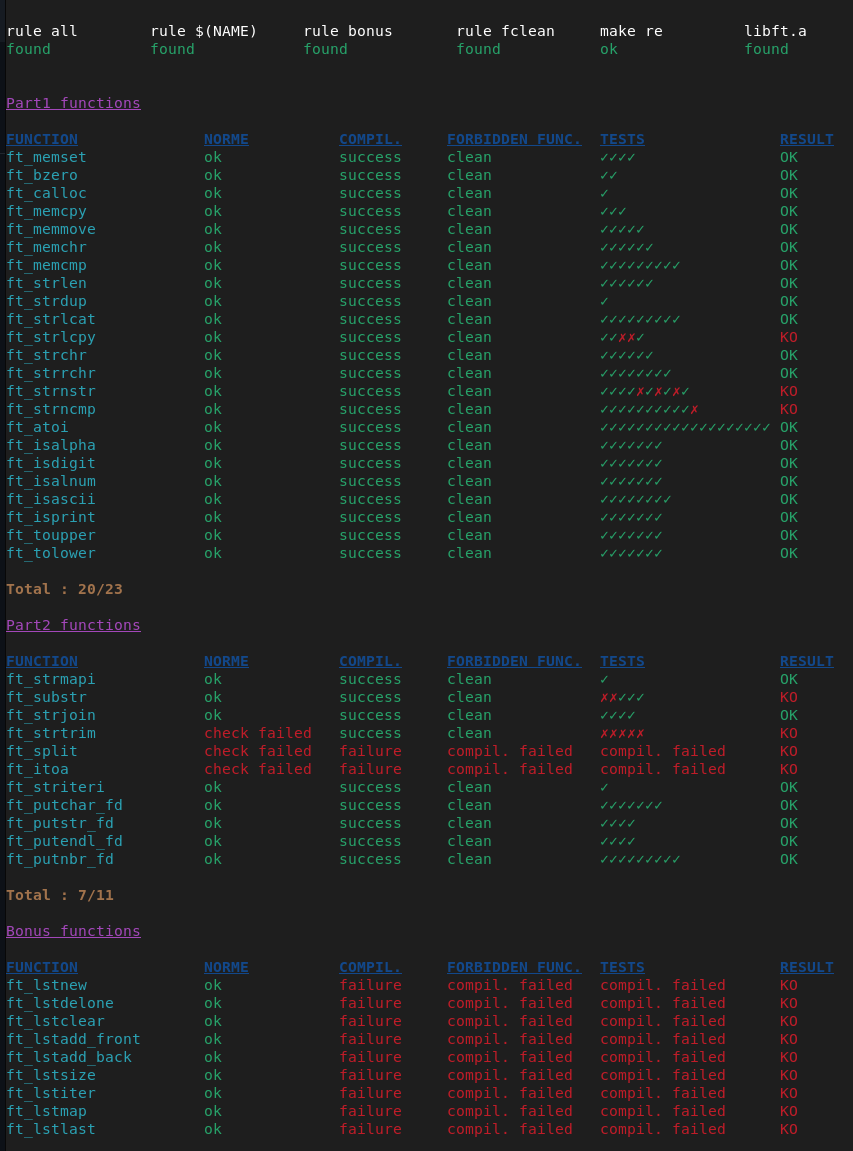 rule all rule $(NAME) rule bonus rule fclean make re libft.a
found found found found ok found
Part1 functions
FUNCTION NORME COMPIL. FORBIDDEN FUNC. TESTS RESULT
ft_memset ok success clean ✓✓✓✓ OK
ft_bzero ok success clean ✓✓ OK
ft_calloc ok success clean ✓ OK
ft_memcpy ok success clean ✓✓✓ OK
ft_memmove ok success clean ✓✓✓✓✓ OK
ft_memchr ok success clean ✓✓✓✓✓✓ OK
ft_memcmp ok success clean ✓✓✓✓✓✓✓✓✓ OK
ft_strlen ok success clean ✓✓✓✓✓✓ OK
ft_strdup ok success clean ✓ OK
ft_strlcat ok success clean ✓✓✓✓✓✓✓✓✓ OK
ft_strlcpy ok success clean ✓✓✗✗✓ KO
ft_strchr ok success clean ✓✓✓✓✓✓ OK
ft_strrchr ok success clean ✓✓✓✓✓✓✓✓ OK
ft_strnstr ok success clean ✓✓✓✓✗✓✗✓✗✓ KO
ft_strncmp ok success clean ✓✓✓✓✓✓✓✓✓✓✗ KO
ft_atoi ok success clean ✓✓✓✓✓✓✓✓✓✓✓✓✓✓✓✓✓✓✓ OK
ft_isalpha ok success clean ✓✓✓✓✓✓✓ OK
ft_isdigit ok success clean ✓✓✓✓✓✓✓ OK
ft_isalnum ok success clean ✓✓✓✓✓✓✓ OK
ft_isascii ok success clean ✓✓✓✓✓✓✓✓ OK
ft_isprint ok success clean ✓✓✓✓✓✓✓ OK
ft_toupper ok success clean ✓✓✓✓✓✓✓ OK
ft_tolower ok success clean ✓✓✓✓✓✓✓ OK
Total : 20/23
Part2 functions
FUNCTION NORME COMPIL. FORBIDDEN FUNC. TESTS RESULT
ft_strmapi ok success clean ✓ OK
ft_substr ok success clean ✗✗✓✓✓ KO
ft_strjoin ok success clean ✓✓✓✓ OK
ft_strtrim check failed success clean ✗✗✗✗✗ KO
ft_split check failed failure compil. failed compil. failed KO
ft_itoa check failed failure compil. failed compil. failed KO
ft_striteri ok success clean ✓ OK
ft_putchar_fd ok success clean ✓✓✓✓✓✓✓ OK
ft_putstr_fd ok success clean ✓✓✓✓ OK
ft_putendl_fd ok success clean ✓✓✓✓ OK
ft_putnbr_fd ok success clean ✓✓✓✓✓✓✓✓✓ OK
Total : 7/11
Bonus functions
FUNCTION NORME COMPIL. FORBIDDEN FUNC. TESTS RESULT
ft_lstnew ok failure compil. failed compil. failed KO
ft_lstdelone ok failure compil. failed compil. failed KO
ft_lstclear ok failure compil. failed compil. failed KO
ft_lstadd_front ok failure compil. failed compil. failed KO
ft_lstadd_back ok failure compil. failed compil. failed KO
ft_lstsize ok failure compil. failed compil. failed KO
ft_lstiter ok failure compil. failed compil. failed KO
ft_lstmap ok failure compil. failed compil. failed KO
ft_lstlast ok failure compil. failed compil. failed KO